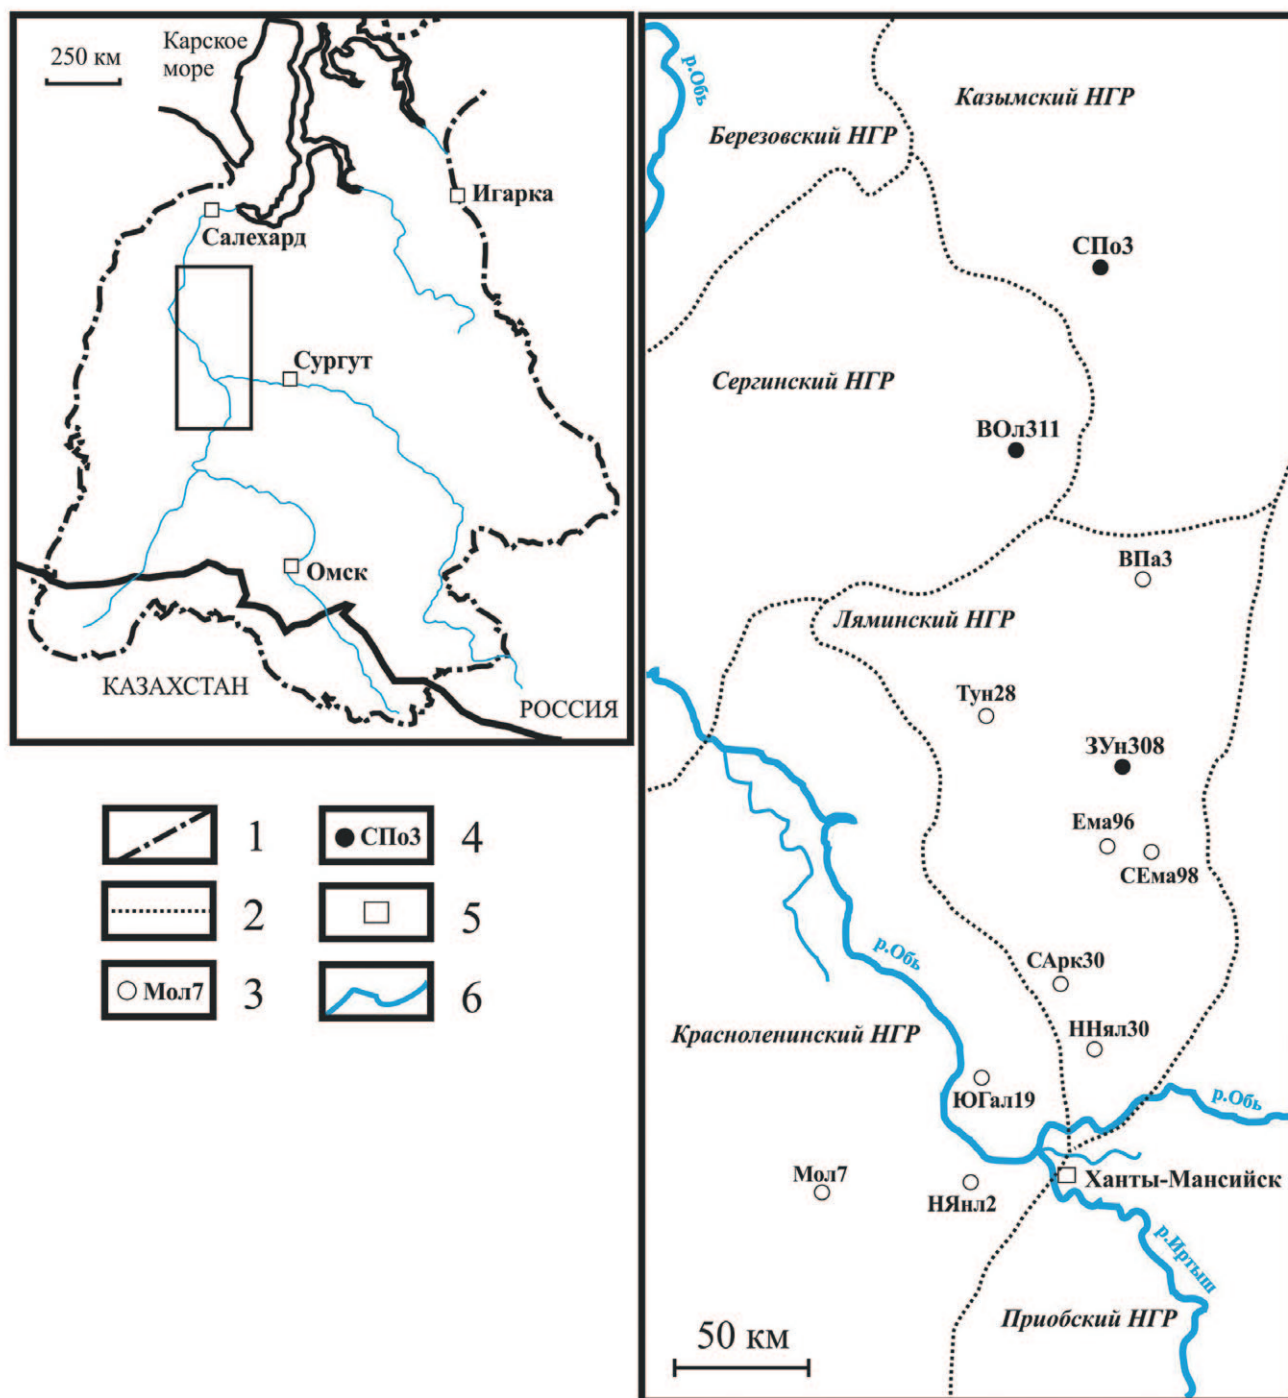 250 км
Карское
море
Игарка
Салехард
Сургут
Омск
КАЗАХСТАН
РОССИЯ
1
СПо3
4
2
5
Мол7
3
6
р.Обь
Казымский НГР
Березовский НГР
СПо3
Сергинский НГР
ВОл311
ВПа3
Ляминский НГР
Тун28
ЗУн308
Ема96
СЕма98
р.Обь
САрк30
Красноленинский НГР
ННял30
ЮГал19
р.Обь
Мол7
НЯнл2
Ханты-Мансийск
р.Иртыш
Приобский НГР
50 км